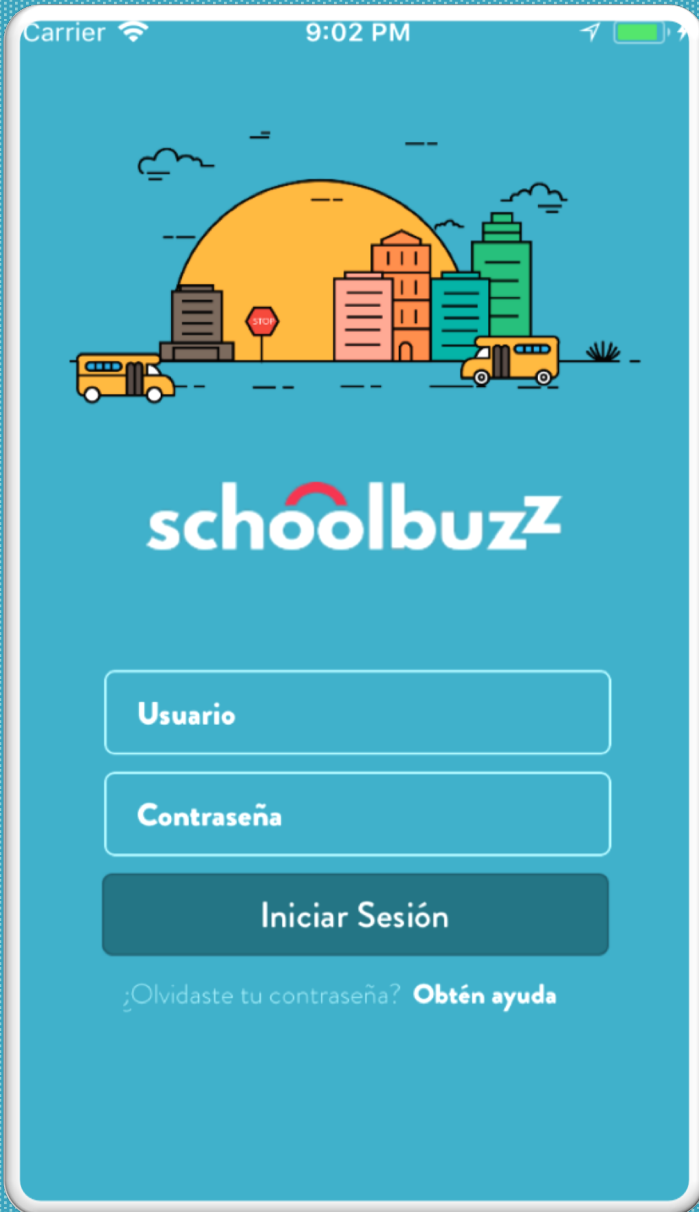 Carrier 9:02 PM
STOP
schoolbuzz
Usuario
Contraseña
Iniciar Sesión
¿Olvidaste tu contraseña? Obtén ayuda